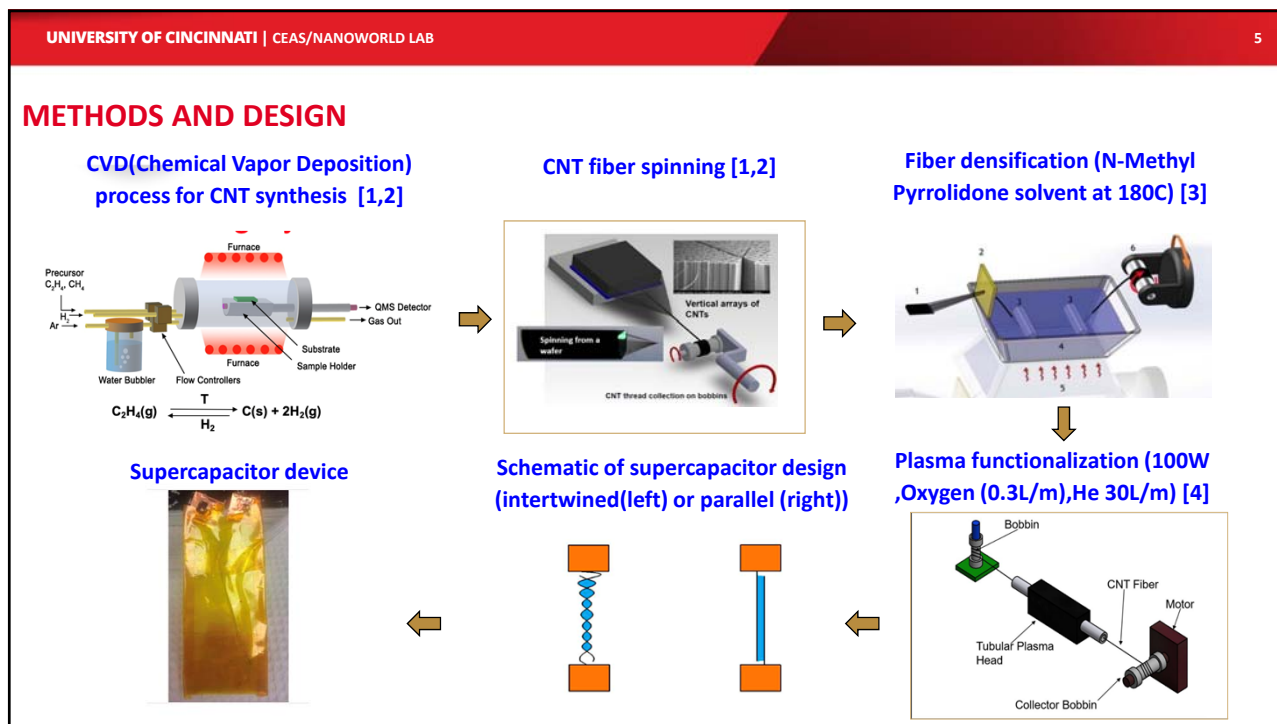 UNIVERSITY OF CINCINNATI | CEAS/NANOWORLD LAB
5
METHODS AND DESIGN
CVD(Chemical Vapor Deposition)
process for CNT synthesis [1,2]
Furnace
Precursor
C₂H₄, CH₄
H₂
Ar
QMS Detector
Gas Out
Substrate
Sample Holder
Furnace
Water Bubbler
Flow Controllers
C₂H₄(g) T H₂ C(s) + 2H₂(g)
CNT fiber spinning [1,2]
Vertical arrays of
CNTs
Spinning from a
wafer
CNT thread collection on bobbins
Fiber densification (N-Methyl
Pyrrolidone solvent at 180C) [3]
1
2
3
3
4
5
6
Plasma functionalization (100W
,Oxygen (0.3L/m),He 30L/m) [4]
Bobbin
CNT Fiber
Motor
Tubular Plasma
Head
Collector Bobbin
Schematic of supercapacitor design
(intertwined(left) or parallel (right))
Supercapacitor device